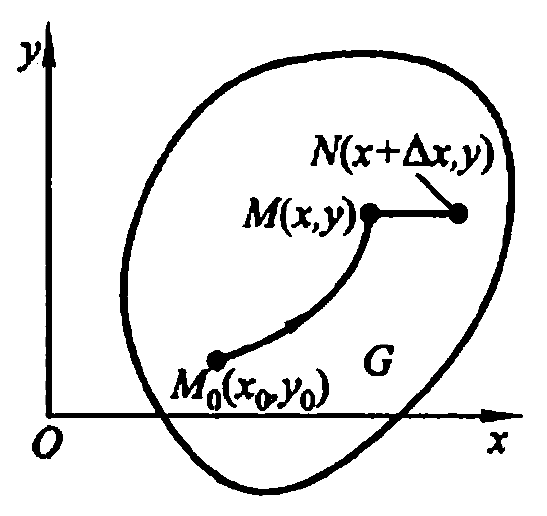 y
N(x+Δx,y)
M(x,y)
G
M₀(x₀,y₀)
O
x